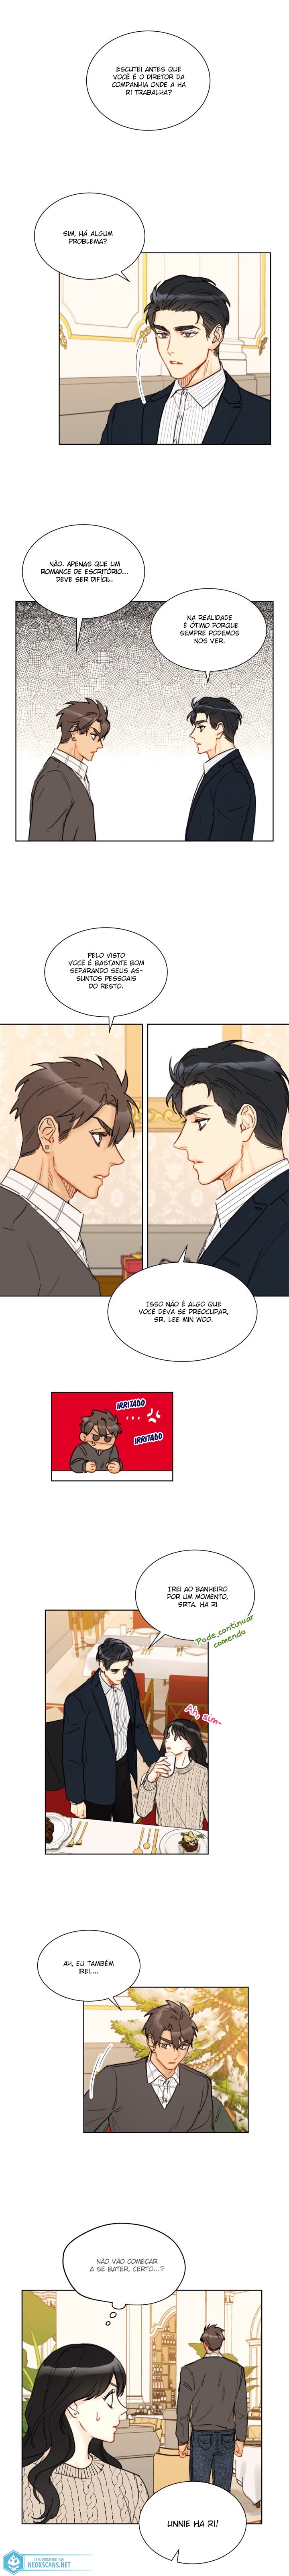 ESCUTEI ANTES QUE
VOCÊ É O DIRETOR DA
COMPANHIA ONDE A HA
RI TRABALHA?
SIM, HÁ ALGUM
PROBLEMA?
NÃO. APENAS QUE UM
ROMANCE DE ESCRITÓRIO...
DEVE SER DIFÍCIL.
NA REALIDADE
É ÓTIMO PORQUE
SEMPRE PODEMOS
NOS VER.
PELO VISTO
VOCÊ É BASTANTE BOM
SEPARANDO SEUS AS-
SUNTOS PESSOAIS
DO RESTO.
ISSO NÃO É ALGO QUE
VOCÊ DEVA SE PREOCUPAR,
SR. LEE MIN WOO.
IRRITADO
...
IRRITADO
IREI AO BANHEIRO
POR UM MOMENTO,
SRTA. HA RI
Pode continuar
comendo
Ah, sim~
AH, EU TAMBÉM
IREI....
NÃO VÃO COMEÇAR
A SE BATER, CERTO...?
UNNIE HA RI!
LEIA PRIMEIRO EM:
NEOXSCANS.NET